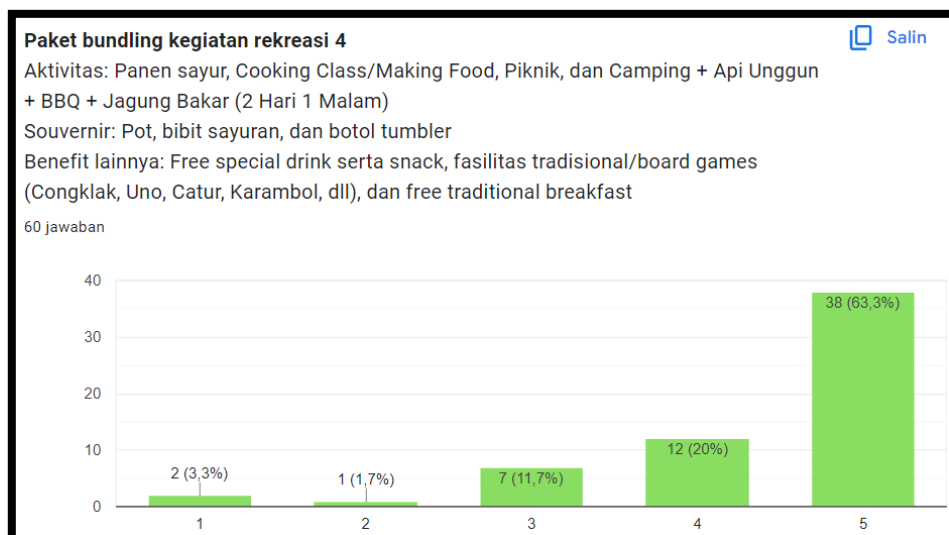 Paket bundling kegiatan rekreasi 4
Salin
Aktivitas: Panen sayur, Cooking Class/Making Food, Piknik, dan Camping + Api Unggun
+ BBQ + Jagung Bakar (2 Hari 1 Malam)
Souvernir: Pot, bibit sayuran, dan botol tumbler
Benefit lainnya: Free special drink serta snack, fasilitas tradisional/board games
(Congklak, Uno, Catur, Karambol, dll), dan free traditional breakfast
60 jawaban
40
30
20
10
0
2 (3,3%)
1 (1,7%)
7 (11,7%)
12 (20%)
38 (63,3%)
1 2 3 4 5